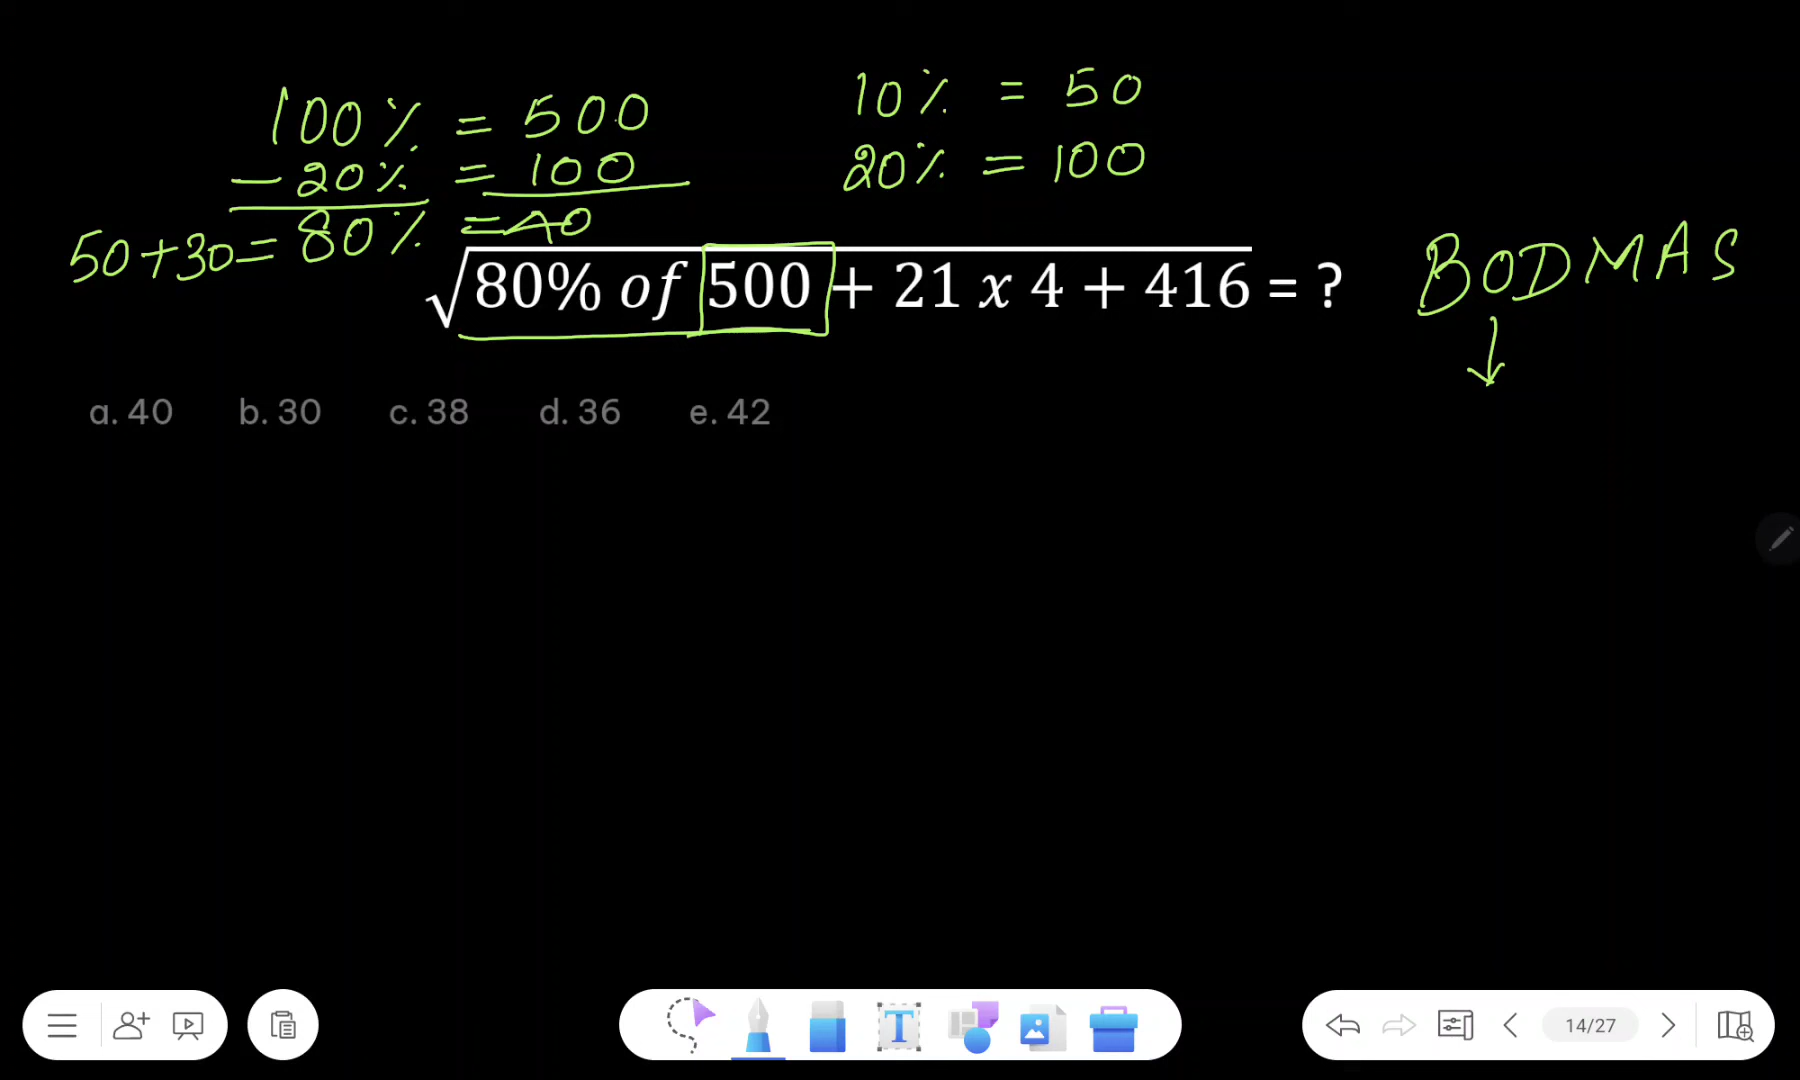 100% = 500
10% = 50
- 20% = 100
20% = 100
50+30= 80% =40
√80% of 500 + 21 x 4 + 416 = ?
BODMAS
a. 40 b. 30 c. 38 d. 36 e. 42
T
14/27